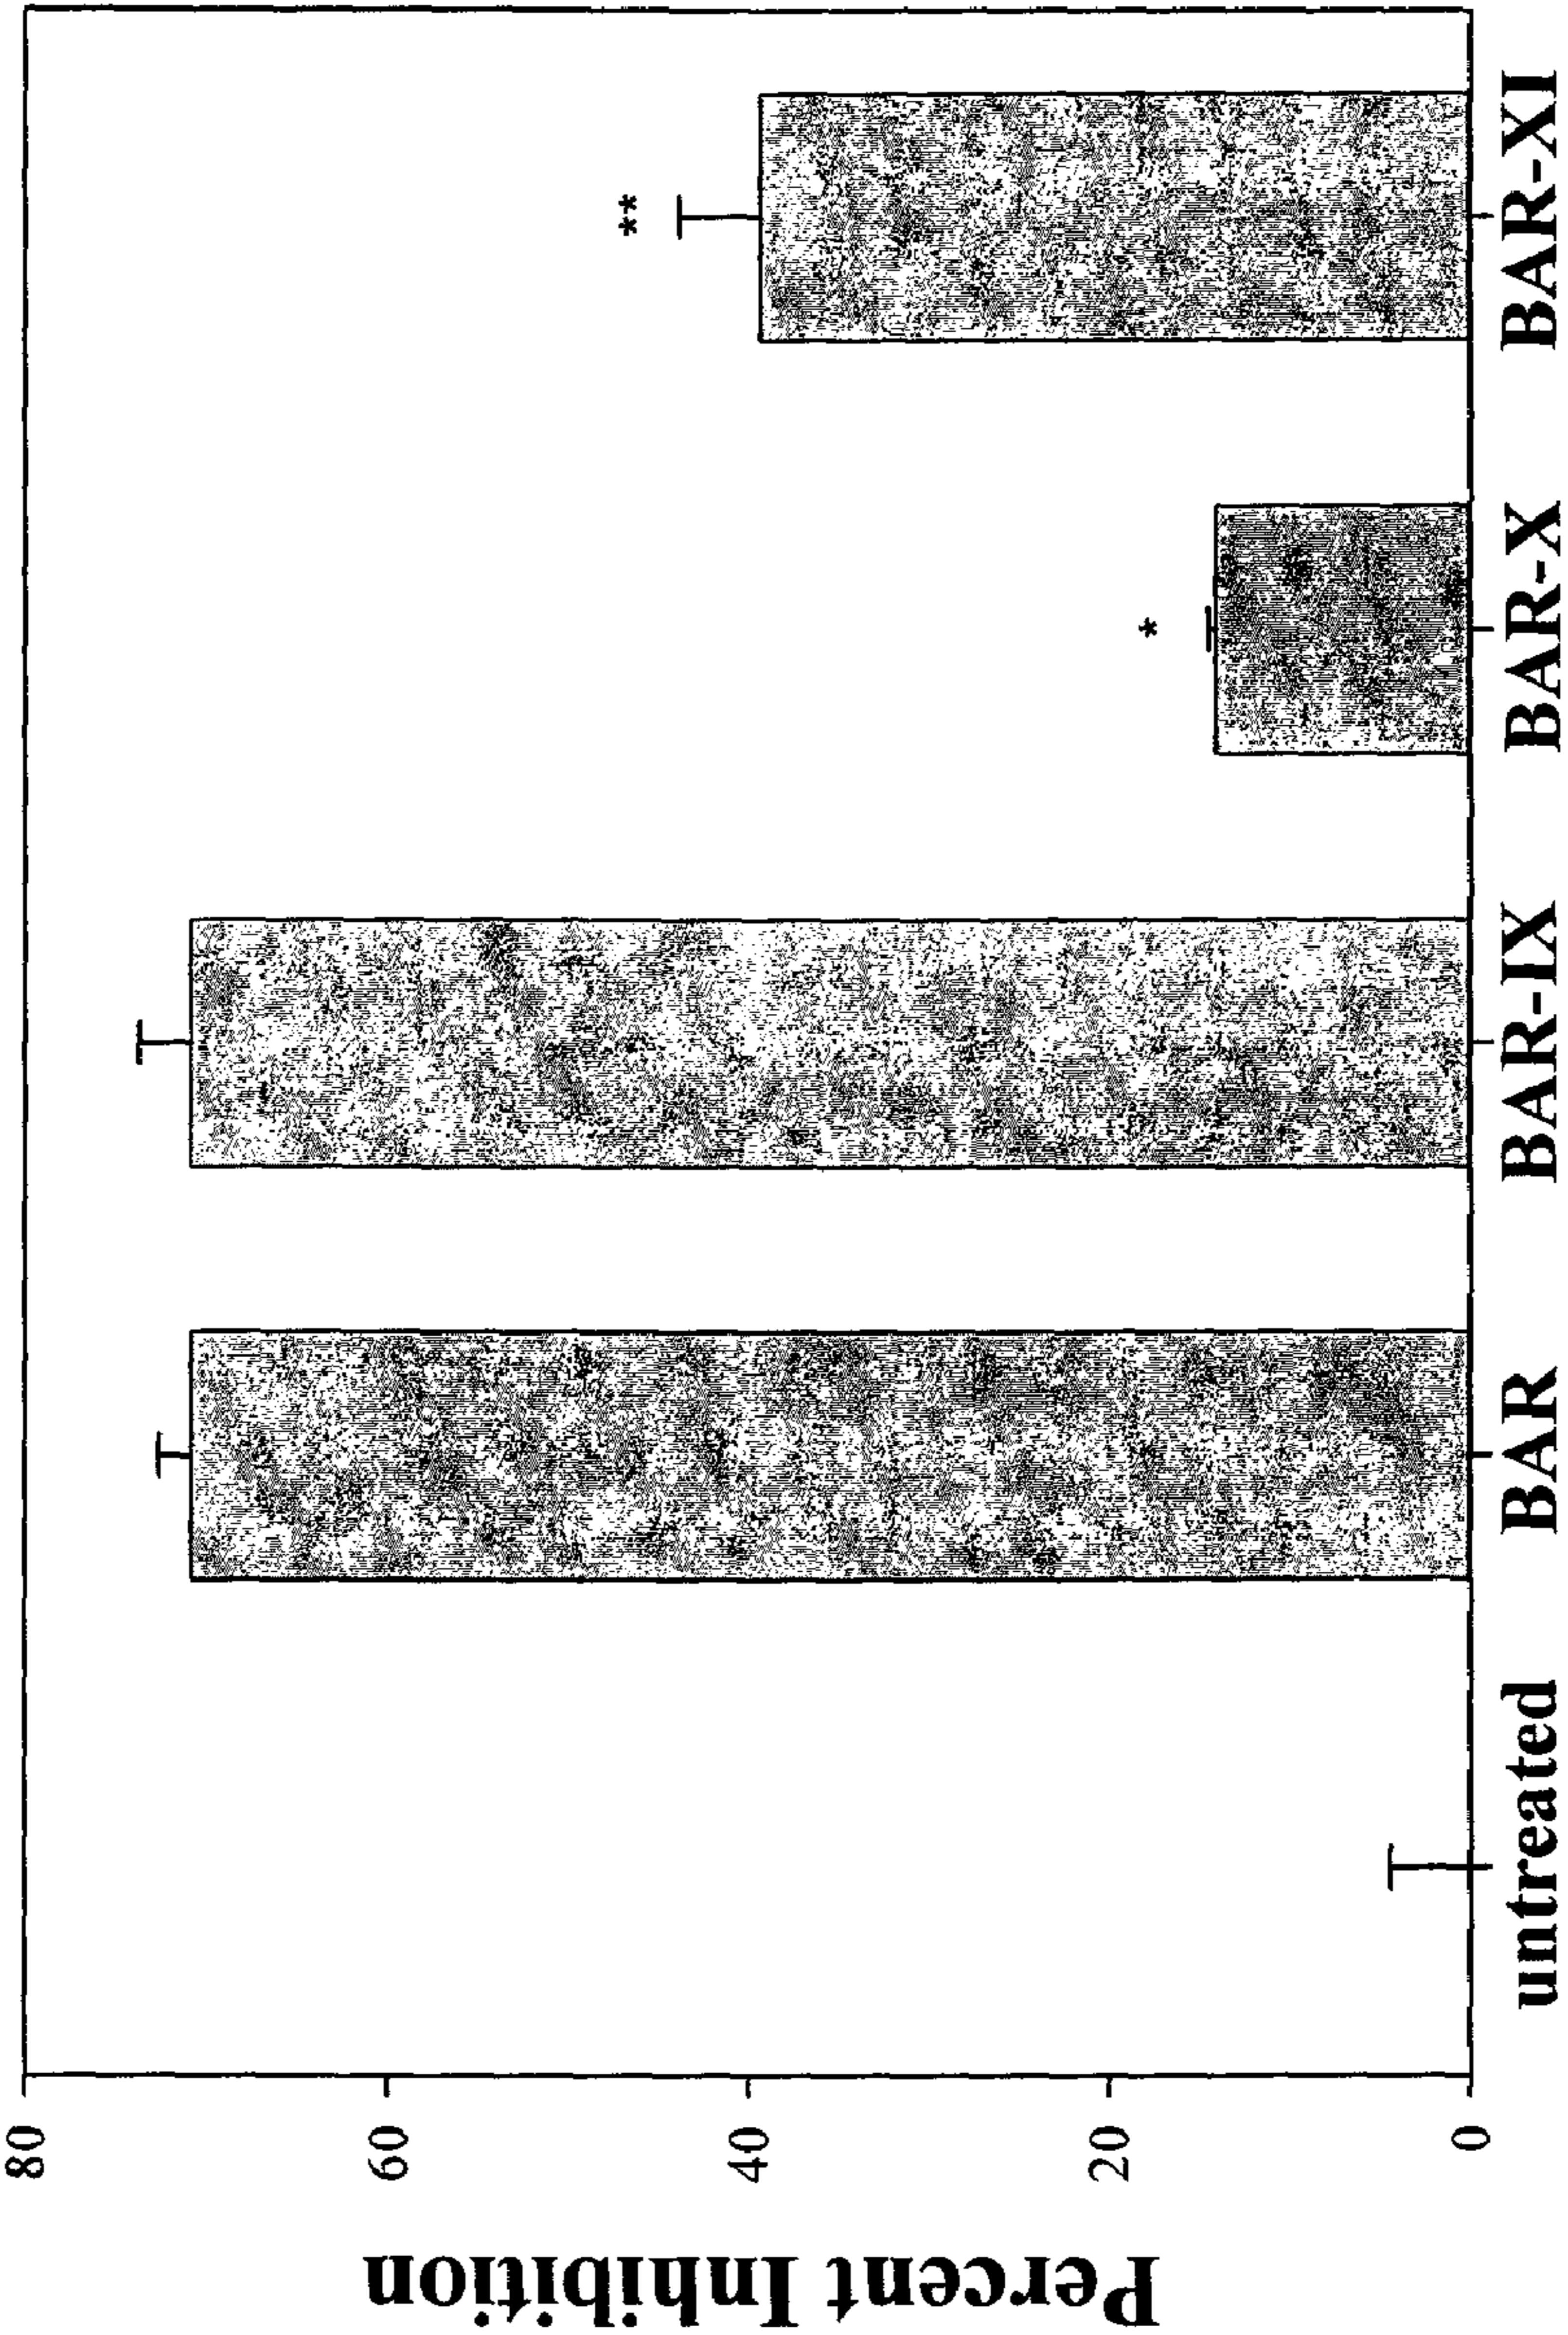 Percent Inhibition
80
60
40
20
0
untreated
BAR
BAR-IX
BAR-X
BAR-XI
*
**